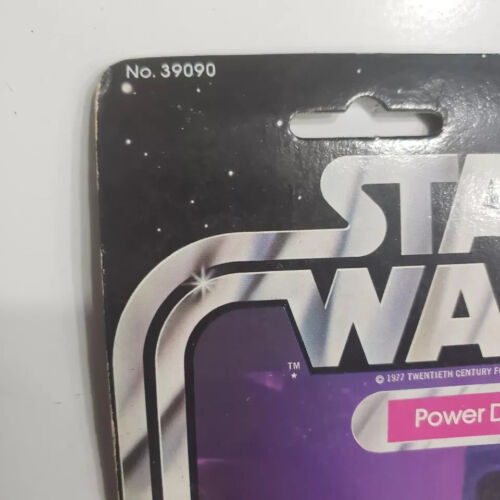 No. 39090
STA
WA
TM
© 1977 TWENTIETH CENTURY F
Power D